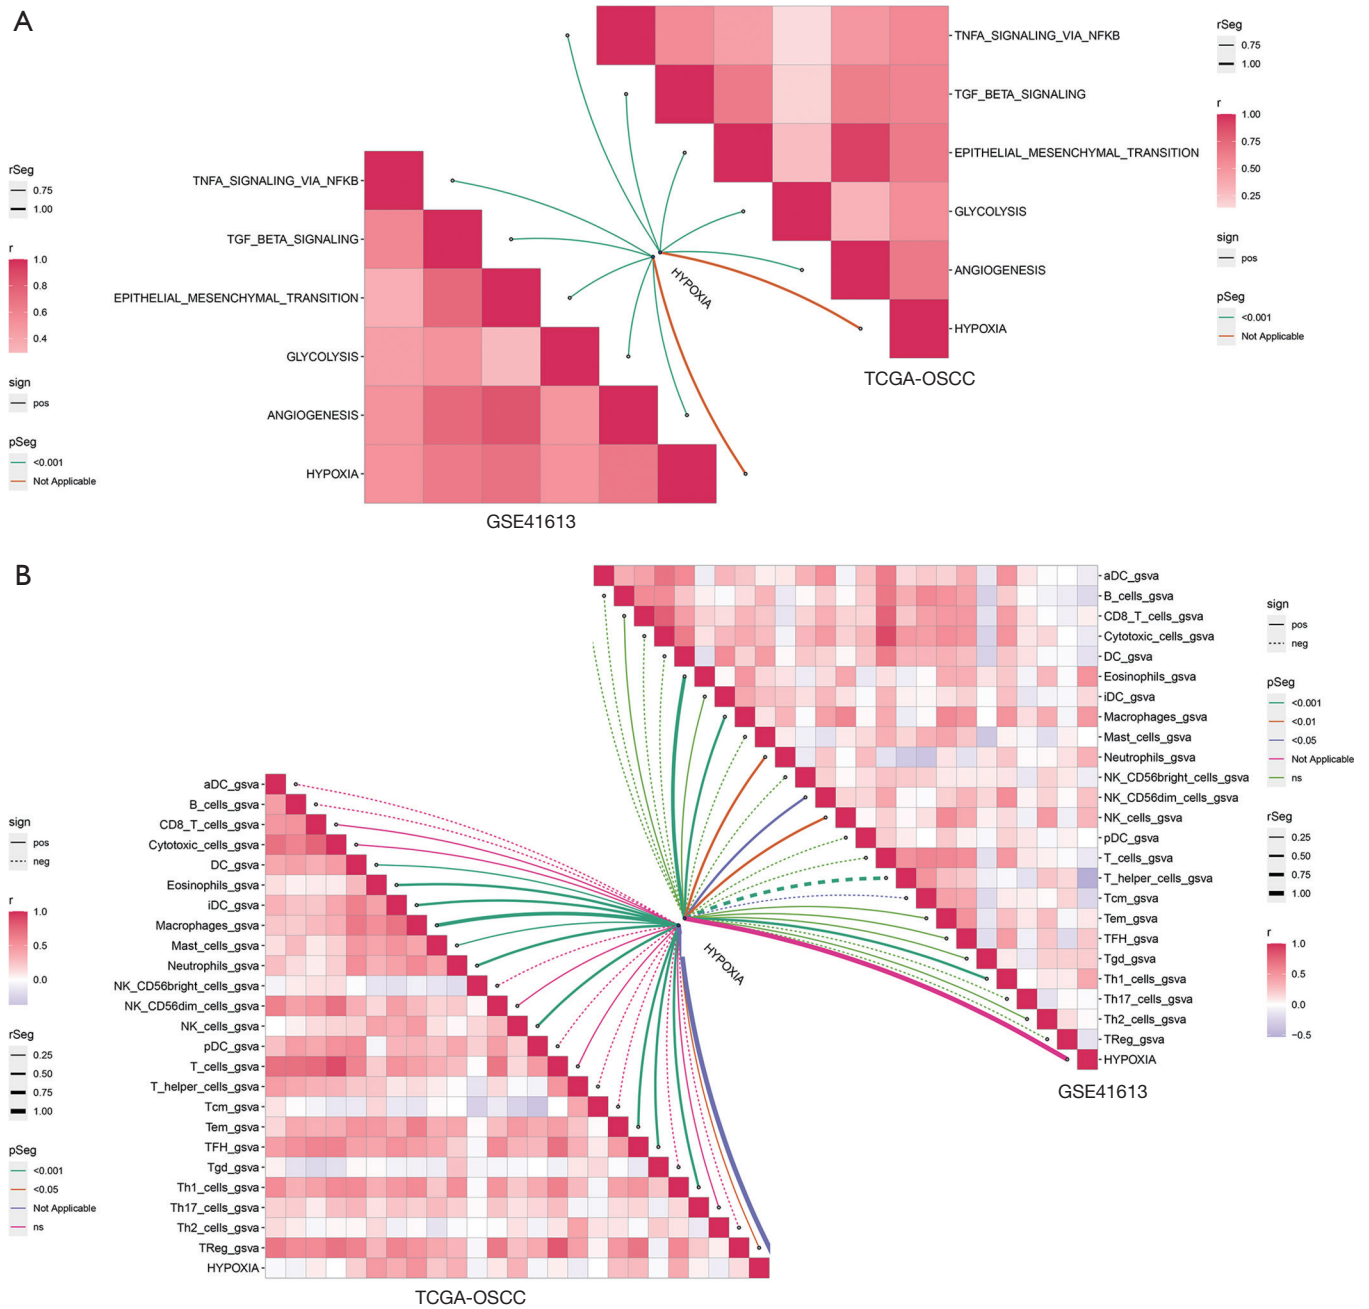 A
TNFA_SIGNALING_VIA_NFKB
TGF_BETA_SIGNALING
EPITHELIAL_MESENCHYMAL_TRANSITION
GLYCOLYSIS
ANGIOGENESIS
HYPOXIA
TCGA-OSCC
rSeg
0.75
1.00
r
1.00
0.75
0.50
0.25
sign
pos
pSeg
<0.001
Not Applicable
HYPOXIA
rSeg
0.75
1.00
r
1.0
0.8
0.6
0.4
sign
pos
pSeg
<0.001
Not Applicable
TNFA_SIGNALING_VIA_NFKB
TGF_BETA_SIGNALING
EPITHELIAL_MESENCHYMAL_TRANSITION
GLYCOLYSIS
ANGIOGENESIS
HYPOXIA
GSE41613
B
aDC_gsva
B_cells_gsva
CD8_T_cells_gsva
Cytotoxic_cells_gsva
DC_gsva
Eosinophils_gsva
iDC_gsva
Macrophages_gsva
Mast_cells_gsva
Neutrophils_gsva
NK_CD56bright_cells_gsva
NK_CD56dim_cells_gsva
NK_cells_gsva
pDC_gsva
T_cells_gsva
T_helper_cells_gsva
Tcm_gsva
Tem_gsva
TFH_gsva
Tgd_gsva
Th1_cells_gsva
Th17_cells_gsva
Th2_cells_gsva
TReg_gsva
HYPOXIA
GSE41613
sign
pos
neg
pSeg
<0.001
<0.01
<0.05
Not Applicable
ns
rSeg
0.25
0.50
0.75
1.00
r
1.0
0.5
0.0
−0.5
HYPOXIA
sign
pos
neg
r
1.0
0.5
0.0
rSeg
0.25
0.50
0.75
1.00
pSeg
<0.001
<0.05
Not Applicable
ns
aDC_gsva
B_cells_gsva
CD8_T_cells_gsva
Cytotoxic_cells_gsva
DC_gsva
Eosinophils_gsva
iDC_gsva
Macrophages_gsva
Mast_cells_gsva
Neutrophils_gsva
NK_CD56bright_cells_gsva
NK_CD56dim_cells_gsva
NK_cells_gsva
pDC_gsva
T_cells_gsva
T_helper_cells_gsva
Tcm_gsva
Tem_gsva
TFH_gsva
Tgd_gsva
Th1_cells_gsva
Th17_cells_gsva
Th2_cells_gsva
TReg_gsva
HYPOXIA
TCGA-OSCC